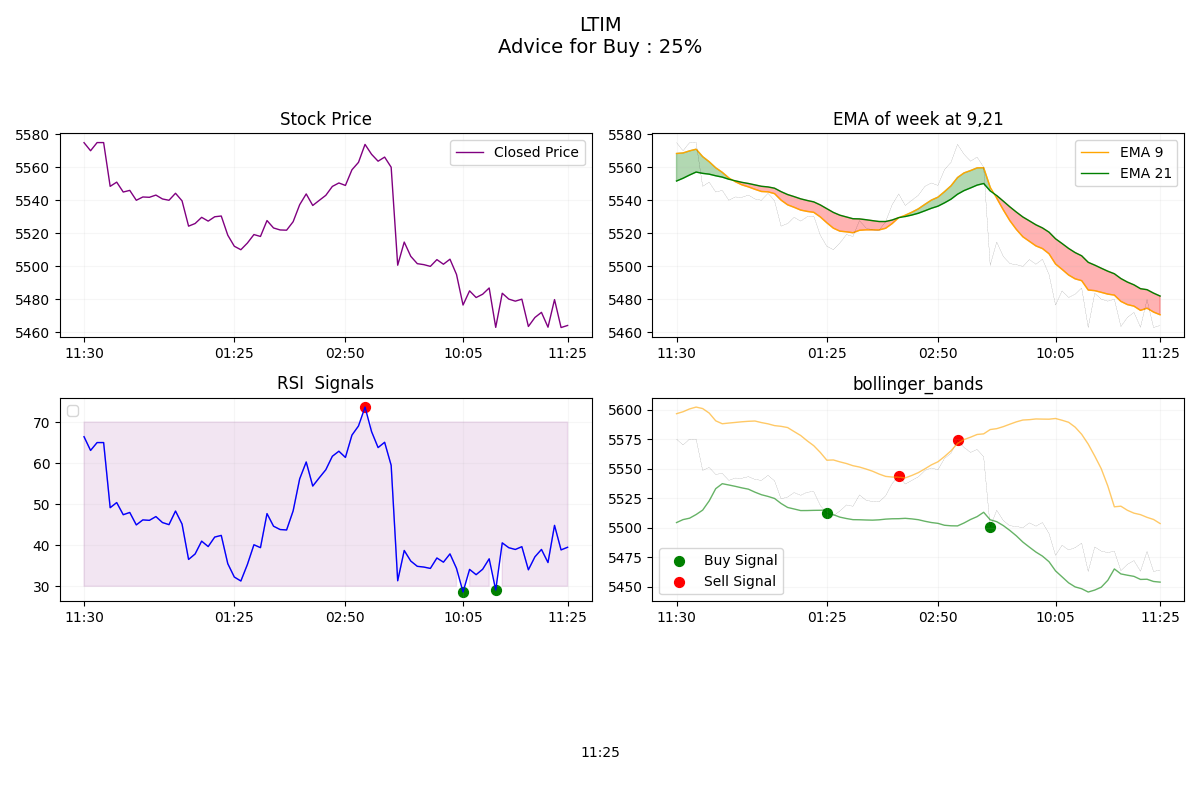 LTIM
Advice for Buy : 25%
Stock Price
5580
5560
5540
5520
5500
5480
5460
Closed Price
11:30 01:25 02:50 10:05 11:25
EMA of week at 9,21
5580
5560
5540
5520
5500
5480
5460
EMA 9
EMA 21
11:30 01:25 02:50 10:05 11:25
RSI  Signals
70
60
50
40
30
11:30 01:25 02:50 10:05 11:25
bollinger_bands
5600
5575
5550
5525
5500
5475
5450
Buy Signal
Sell Signal
11:30 01:25 02:50 10:05 11:25
11:25